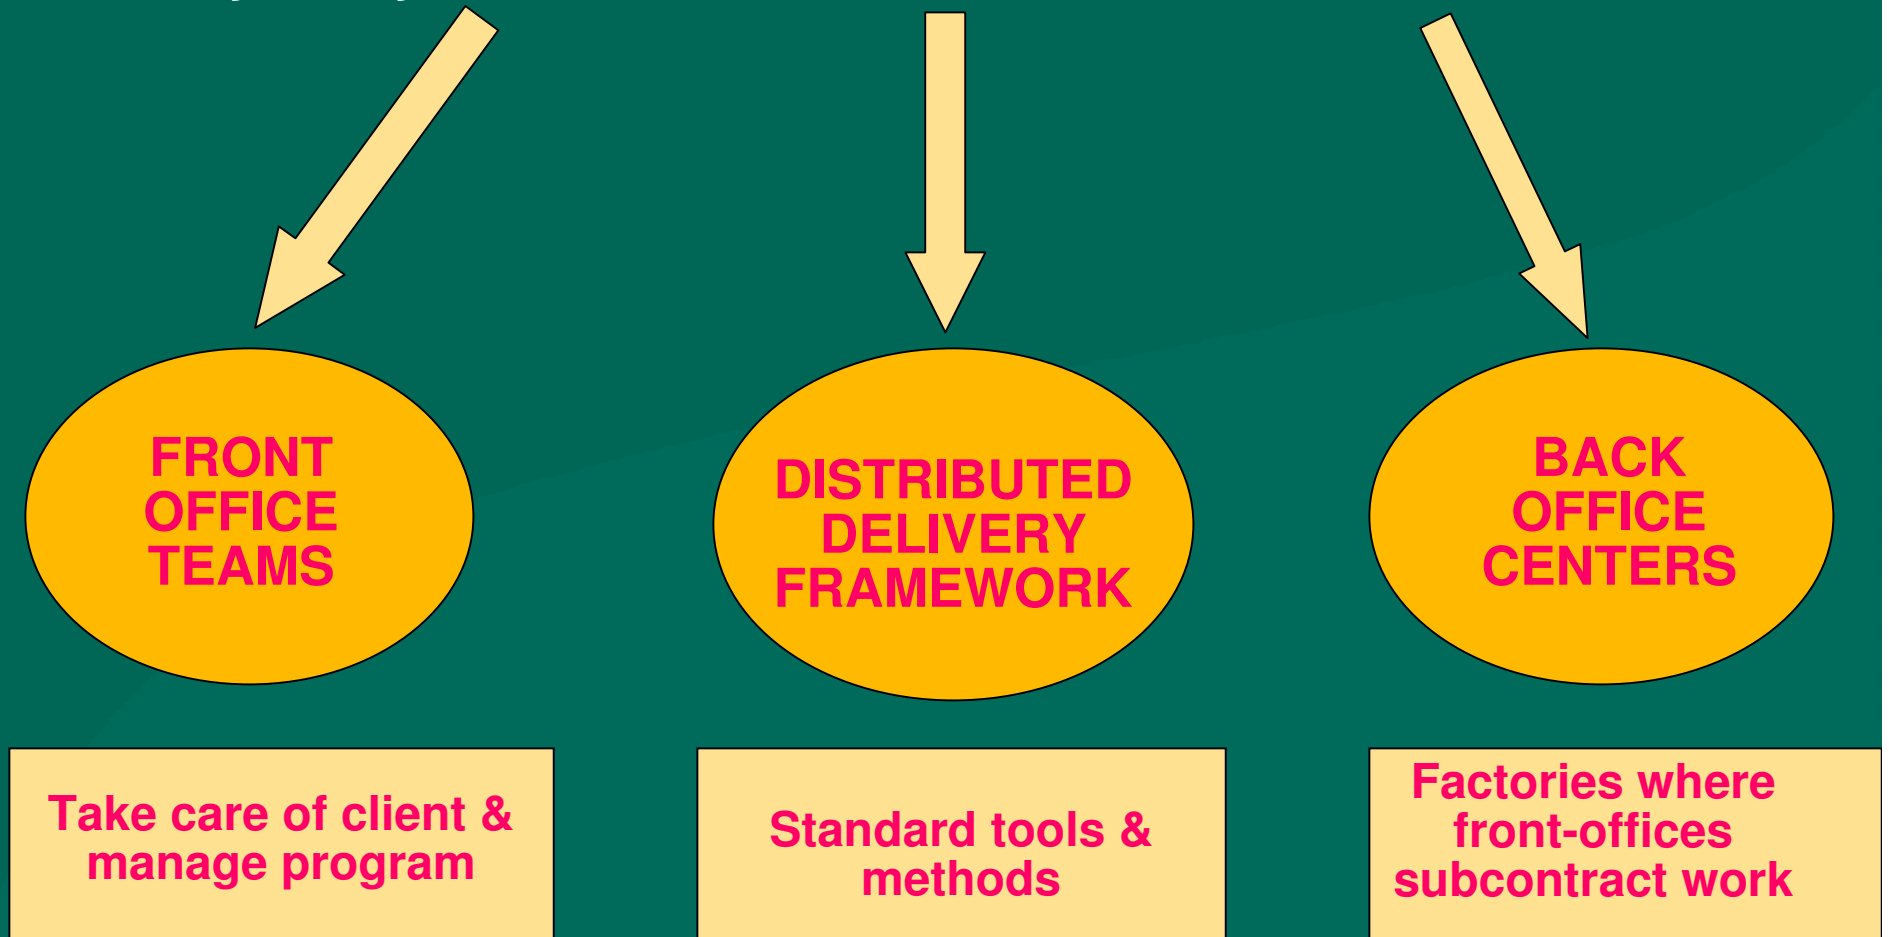 FRONT
OFFICE
TEAMS
DISTRIBUTED
DELIVERY
FRAMEWORK
BACK
OFFICE
CENTERS
Take care of client &
manage program
Standard tools &
methods
Factories where
front-offices
subcontract work